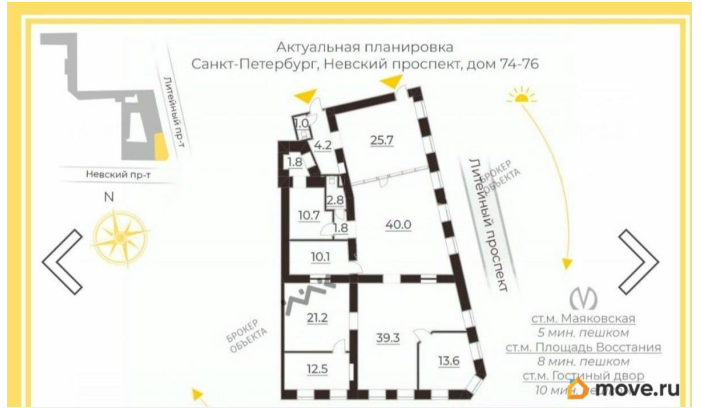 Актуальная планировка
Санкт-Петербург, Невский проспект, дом 74-76
Литейный пр-т
Невский пр-т
N
1.0
4.2
25.7
1.8
2.8
10.7
1.8
40.0
10.1
Литейный проспект
БРОКЕР
ОБЪЕКТА
21.2
39.3
12.5
13.6
БРОКЕР
ОБЪЕКТА
ст.м. Маяковская
5 мин. пешком
ст.м. Площадь Восстания
8 мин. пешком
ст.м. Гостиный двор
10 мин. пешком
move.ru